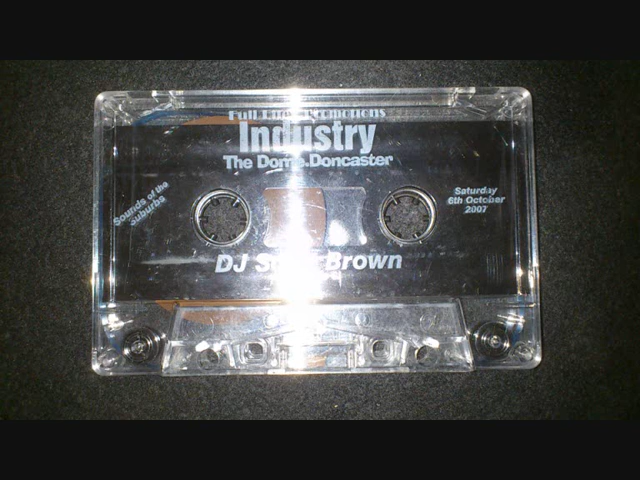 Promotions
Industry
The Dome.Doncaster
Sounds of the
Suburbs
Saturday
6th October
2007
DJ Brown